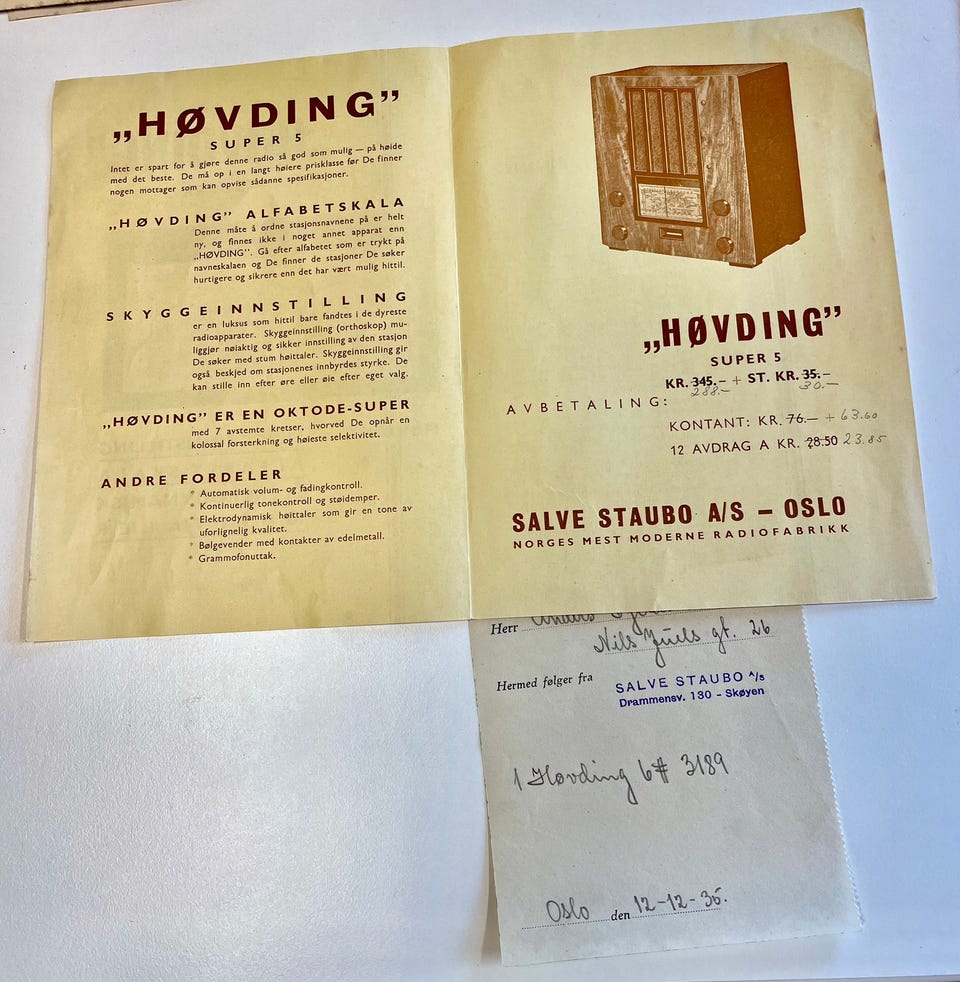 „HØVDING”
SUPER 5
Intet er spart for å gjøre denne radio så god som mulig — på høide
med det beste. De må op i en langt høiere prisklasse før De finner
nogen mottager som kan opvise sådanne spesifikasjoner.
„HØVDING” ALFABETSKALA
Denne måte å ordne stasjonsnavnene på er helt
ny, og finnes ikke i noget annet apparat enn
„HØVDING”. Gå efter alfabetet som er trykt på
navneskalaen og De finner de stasjoner De søker
hurtigere og sikrere enn det har vært mulig hittil.
SKYGGEINNSTILLING
er en luksus som hittil bare fandtes i de dyreste
radioapparater. Skyggeinnstilling (orthoskop) mu-
liggjør nøiaktig og sikker innstilling av den stasjon
De søker med stum høittaler. Skyggeinnstilling gir
også beskjed om stasjonenes innbyrdes styrke. De
kan stille inn efter øre eller øie efter eget valg.
„HØVDING” ER EN OKTODE-SUPER
med 7 avstemte kretser, hvorved De opnår en
kolossal forsterkning og høieste selektivitet.
ANDRE FORDELER
* Automatisk volum- og fadingkontroll.
* Kontinuerlig tonekontroll og støidemper.
* Elektrodynamisk høittaler som gir en tone av
uforlignelig kvalitet.
* Bølgevender med kontakter av edelmetall.
* Grammofonuttak.
„HØVDING”
SUPER 5
KR. 345.– + ST. KR. 35.–
288.– 30.–
AVBETALING:
KONTANT: KR. 76.— + 63.60
12 AVDRAG A KR. 28.50 23.85
SALVE STAUBO A/S – OSLO
NORGES MEST MODERNE RADIOFABRIKK
Herr
Nils Juels gt. 26
Hermed følger fra
SALVE STAUBO A/S
Drammensv. 130 - Skøyen
1 Høvding 6# 3189
Oslo den 12-12-35.